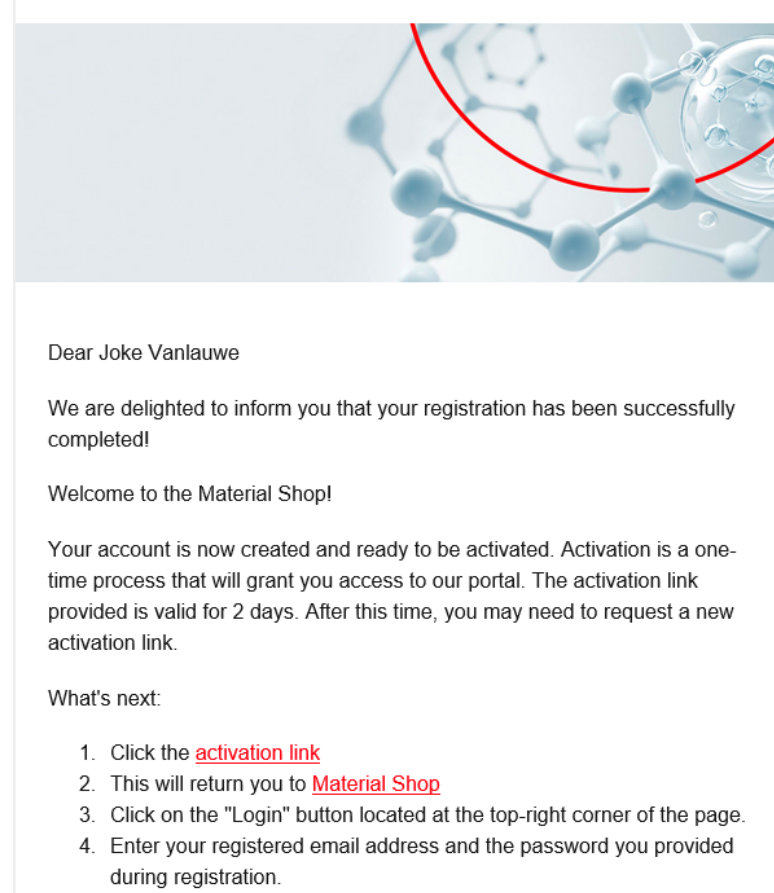 Dear Joke Vanlauwe
We are delighted to inform you that your registration has been successfully
completed!
Welcome to the Material Shop!
Your account is now created and ready to be activated. Activation is a one-
time process that will grant you access to our portal. The activation link
provided is valid for 2 days. After this time, you may need to request a new
activation link.
What's next:
1. Click the activation link
2. This will return you to Material Shop
3. Click on the "Login" button located at the top-right corner of the page.
4. Enter your registered email address and the password you provided
during registration.